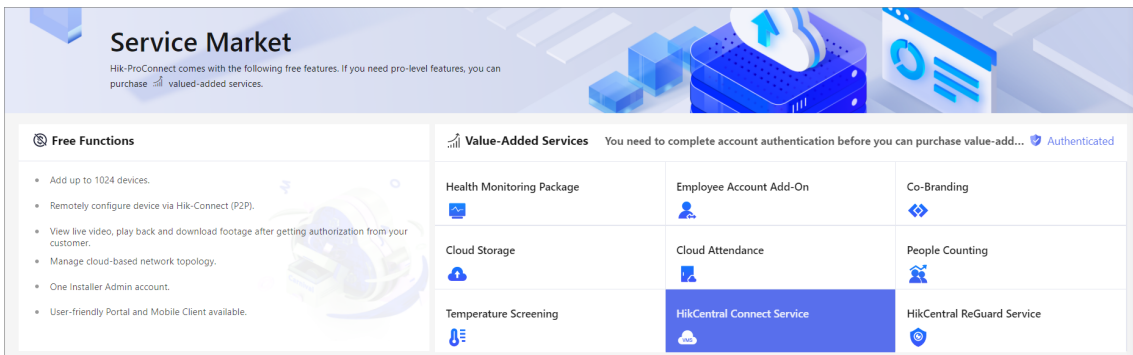 Service Market
Hik-ProConnect comes with the following free features. If you need pro-level features, you can
purchase valued-added services.
Free Functions
Add up to 1024 devices.
Remotely configure device via Hik-Connect (P2P).
View live video, play back and download footage after getting authorization from your
customer.
Manage cloud-based network topology.
One Installer Admin account.
User-friendly Portal and Mobile Client available.
Value-Added Services You need to complete account authentication before you can purchase value-add... Authenticated
Health Monitoring Package
Employee Account Add-On
Co-Branding
Cloud Storage
Cloud Attendance
People Counting
Temperature Screening
HikCentral Connect Service
VMS
HikCentral ReGuard Service